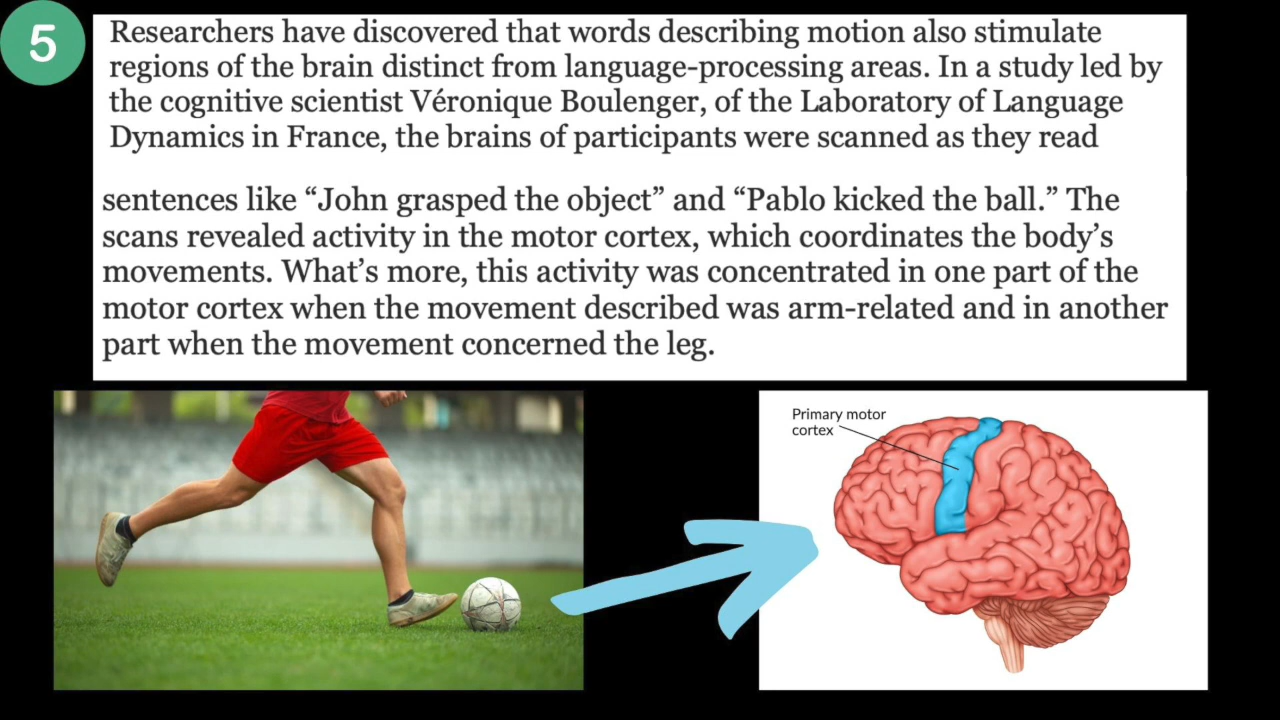 5
Researchers have discovered that words describing motion also stimulate
regions of the brain distinct from language-processing areas. In a study led by
the cognitive scientist Véronique Boulenger, of the Laboratory of Language
Dynamics in France, the brains of participants were scanned as they read
sentences like “John grasped the object” and “Pablo kicked the ball.” The
scans revealed activity in the motor cortex, which coordinates the body’s
movements. What’s more, this activity was concentrated in one part of the
motor cortex when the movement described was arm-related and in another
part when the movement concerned the leg.
Primary motor
cortex